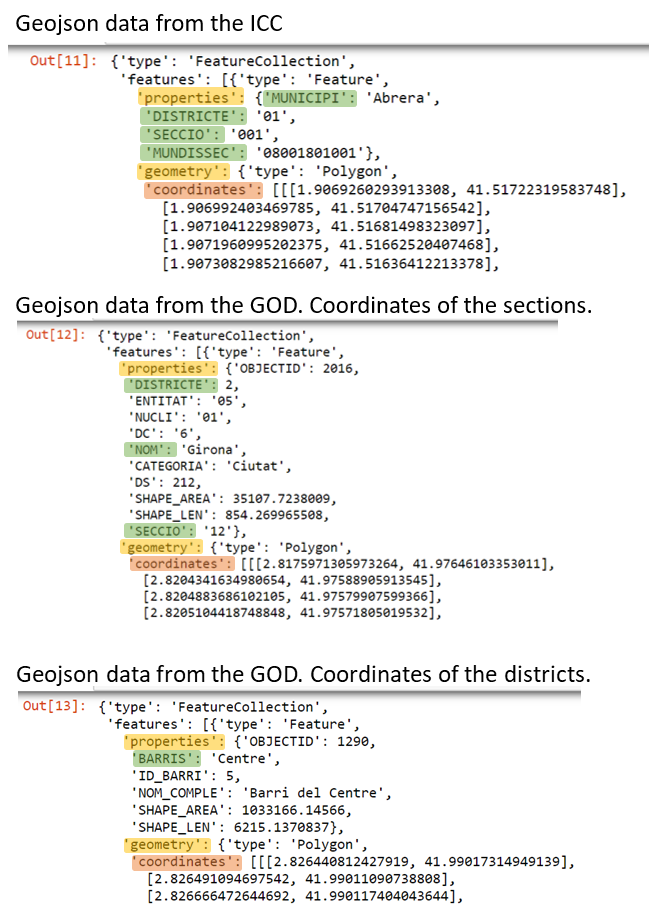 Geojson data from the ICC
Out[11]: {'type': 'FeatureCollection',
'features': [{'type': 'Feature',
'properties': {'MUNICIPI': 'Abrera',
'DISTRICTE': '01',
'SECCIO': '001',
'MUNDISSEC': '08001801001'},
'geometry': {'type': 'Polygon',
'coordinates': [[[1.9069260293913308, 41.51722319583748],
[1.906992403469785, 41.51704747156542],
[1.907104122989073, 41.51681498323097],
[1.9071960995202375, 41.51662520407468],
[1.9073082985216607, 41.51636412213378],
Geojson data from the GOD. Coordinates of the sections.
Out[12]: {'type': 'FeatureCollection',
'features': [{'type': 'Feature',
'properties': {'OBJECTID': 2016,
'DISTRICTE': 2,
'ENTITAT': '05',
'NUCLI': '01',
'DC': '6',
'NOM': 'Girona',
'CATEGORIA': 'Ciutat',
'DS': 212,
'SHAPE_AREA': 35107.7238009,
'SHAPE_LEN': 854.269965508,
'SECCIO': '12'},
'geometry': {'type': 'Polygon',
'coordinates': [[[2.8175971305973264, 41.97646103353011],
[2.8204341634980654, 41.97588905913545],
[2.8204883686102105, 41.97579907599366],
[2.8205104418748848, 41.97571805019532],
Geojson data from the GOD. Coordinates of the districts.
Out[13]: {'type': 'FeatureCollection',
'features': [{'type': 'Feature',
'properties': {'OBJECTID': 1290,
'BARRIS': 'Centre',
'ID_BARRI': 5,
'NOM_COMPLE': 'Barri del Centre',
'SHAPE_AREA': 1033166.14566,
'SHAPE_LEN': 6215.1370837},
'geometry': {'type': 'Polygon',
'coordinates': [[[2.826440812427919, 41.99017314949139],
[2.826491094697542, 41.99011090738808],
[2.826666472644692, 41.990117404043644],